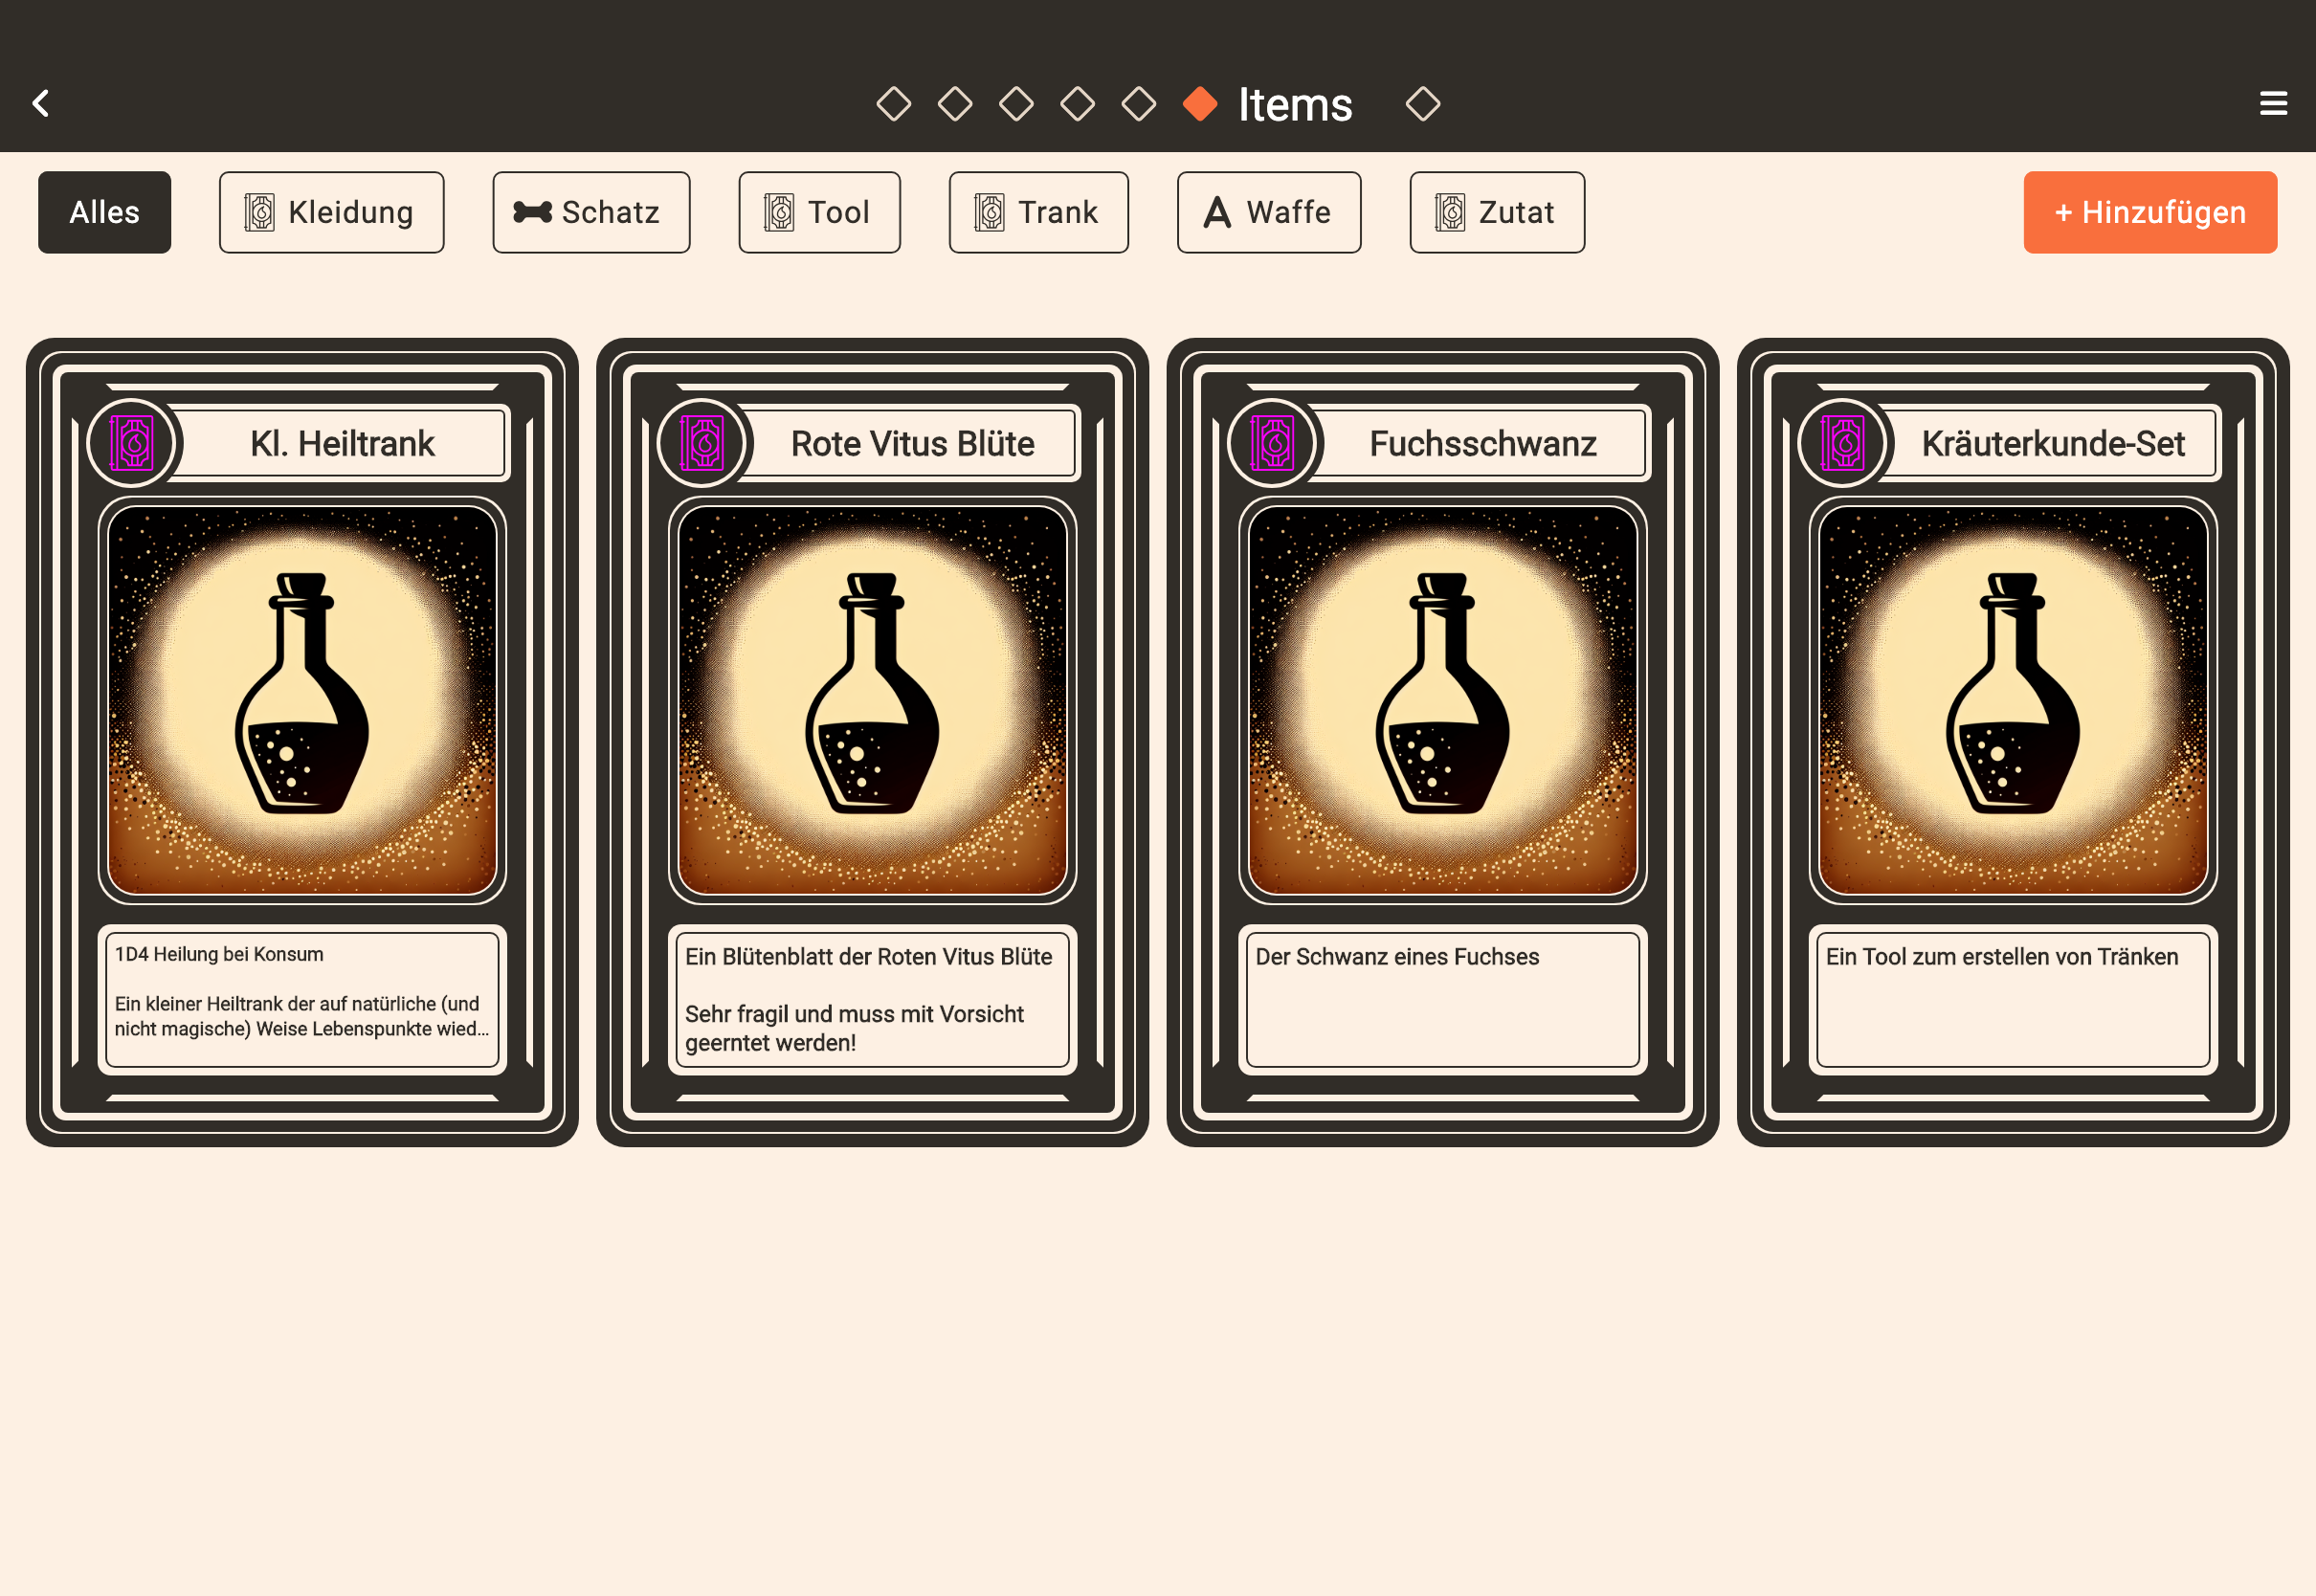 Items
Alles
Kleidung
Schatz
Tool
Trank
Waffe
Zutat
+ Hinzufügen
Kl. Heiltrank
1D4 Heilung bei Konsum
Ein kleiner Heiltrank der auf natürliche (und
nicht magische) Weise Lebenspunkte wied...
Rote Vitus Blüte
Ein Blütenblatt der Roten Vitus Blüte
Sehr fragil und muss mit Vorsicht
geerntet werden!
Fuchsschwanz
Der Schwanz eines Fuchses
Kräuterkunde-Set
Ein Tool zum erstellen von Tränken